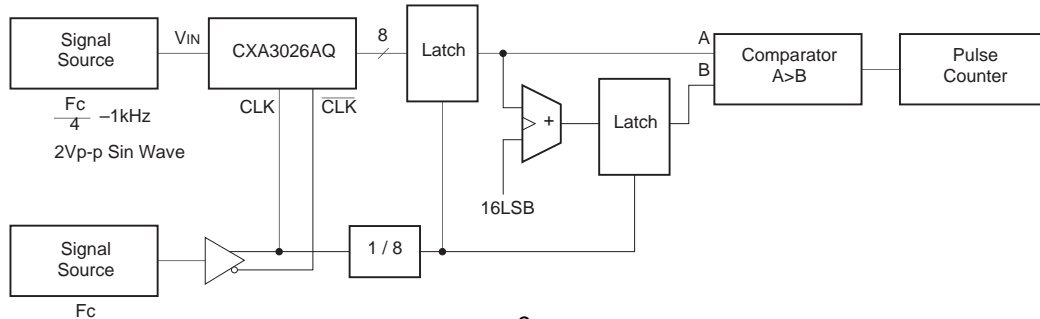 Signal
Source
VIN
CXA3026AQ
8
Latch
A
B
Comparator
A>B
Pulse
Counter
Fc
4
–1kHz
2Vp-p Sin Wave
CLK
CLK
+
Latch
16LSB
Signal
Source
1 / 8
Fc